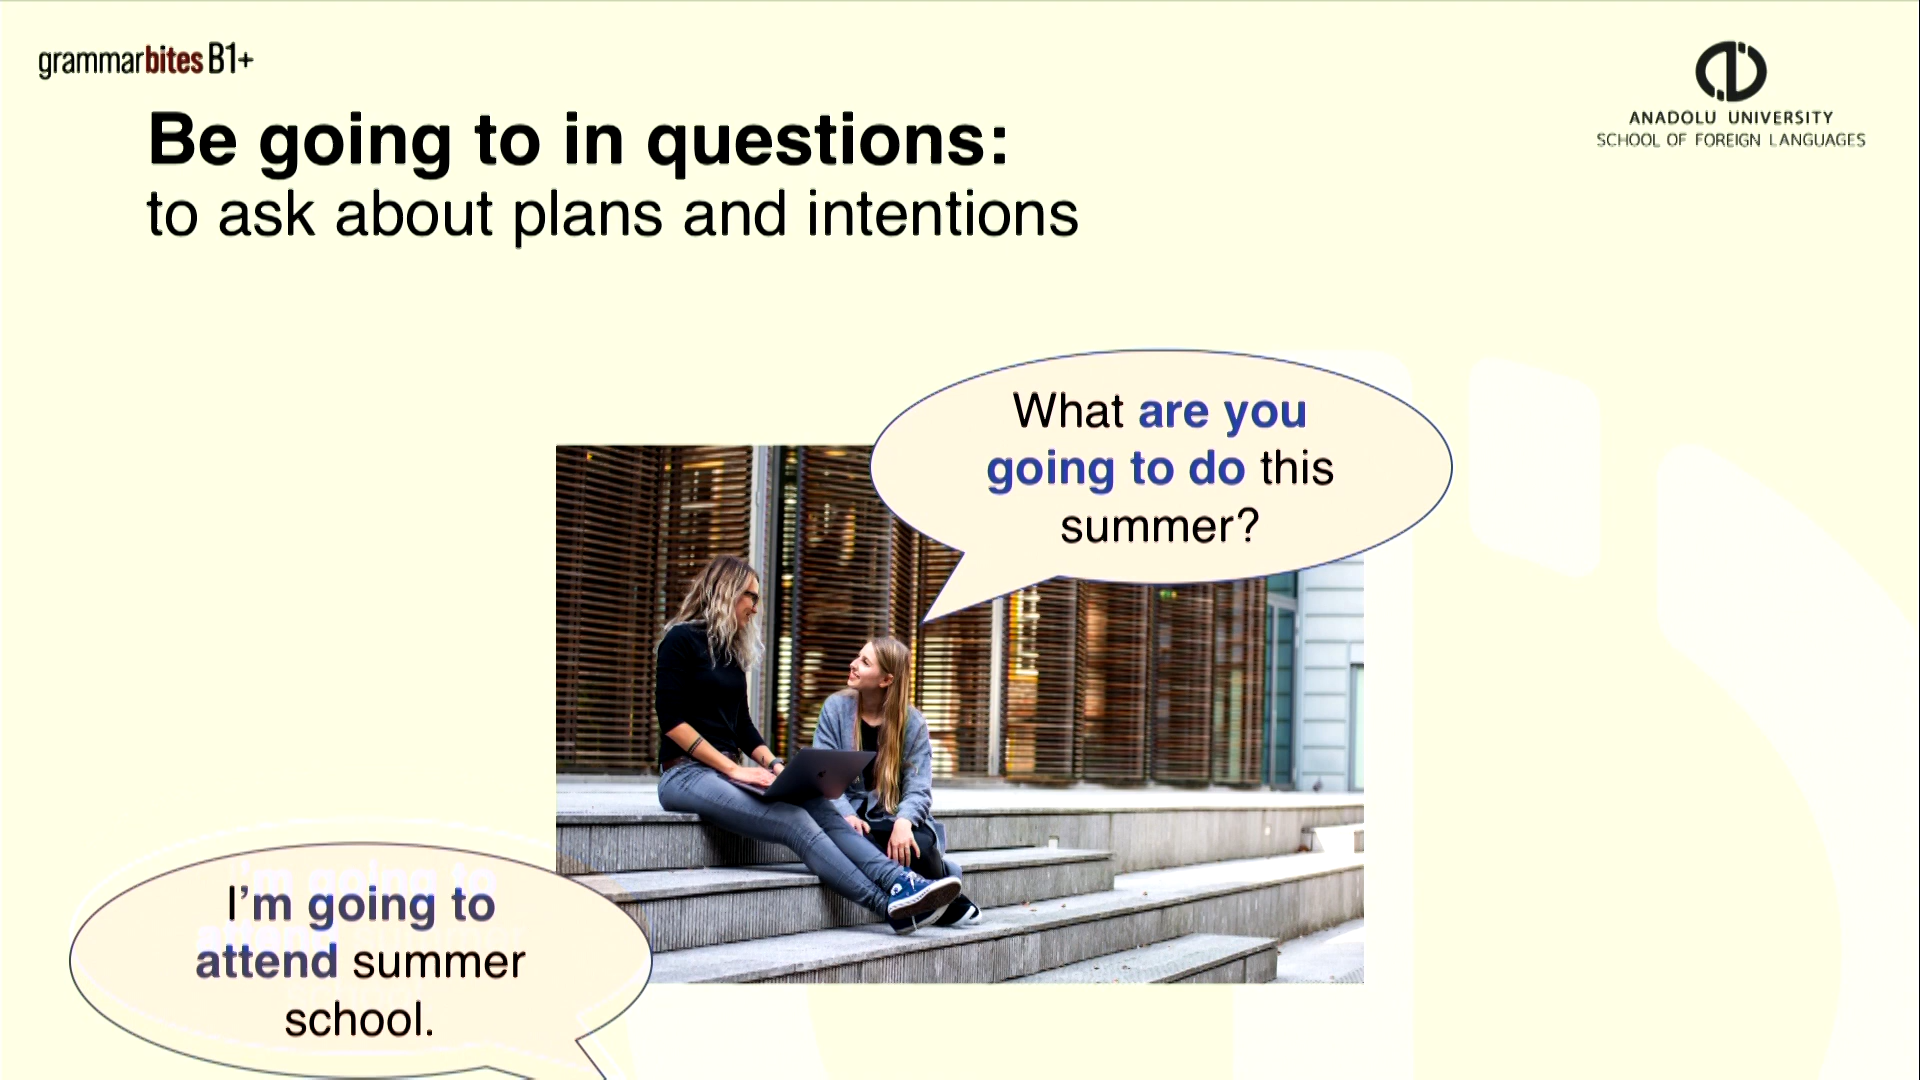 grammarbites B1+
ANADOLU UNIVERSITY
SCHOOL OF FOREIGN LANGUAGES
Be going to in questions:
to ask about plans and intentions
What are you
going to do this
summer?
I'm going to
attend summer
school.